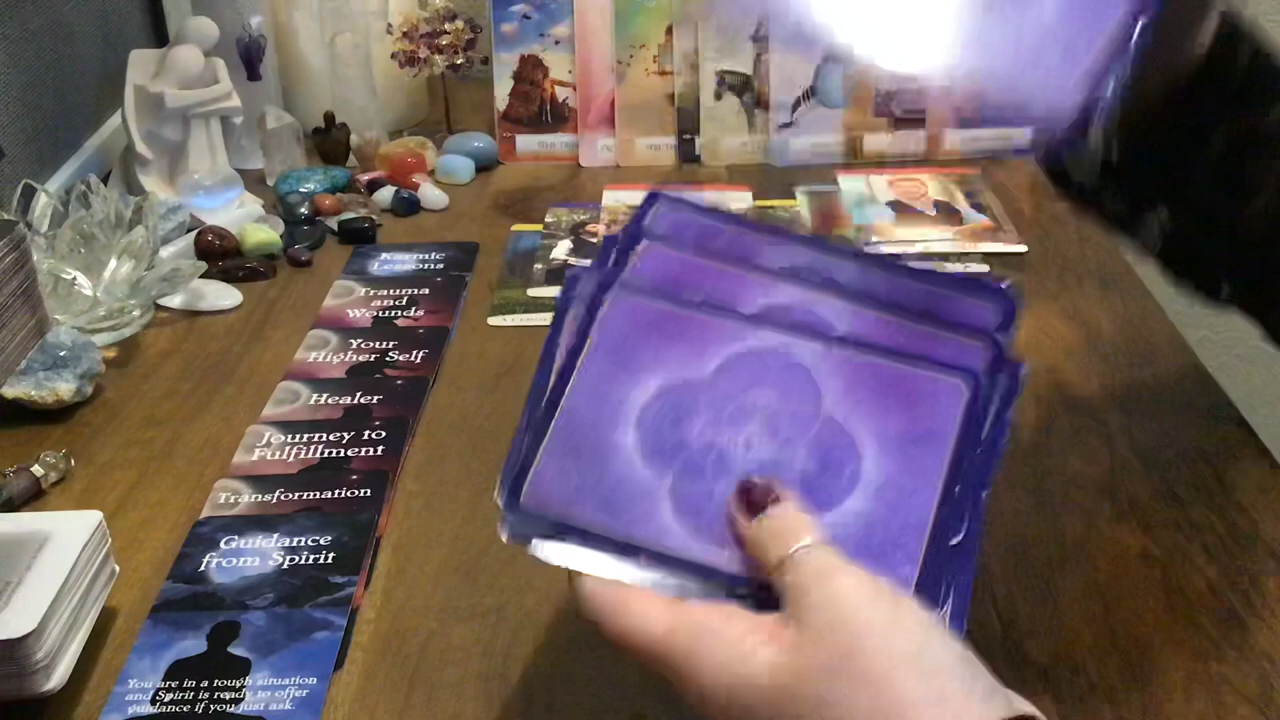 Karmic
Lessons
Trauma
and
Wounds
Your
Higher Self
Healer
Journey to
Fulfillment
Transformation
Guidance
from Spirit
You are in a tough situation
and Spirit is ready to offer
guidance if you just ask.